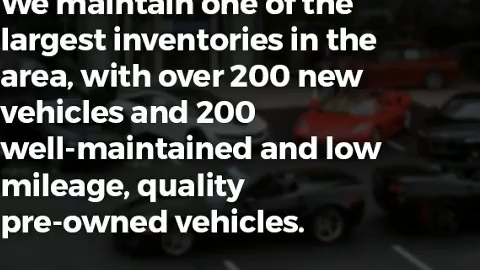 We maintain one of the
largest inventories in the
area, with over 200 new
vehicles and 200
well-maintained and low
mileage, quality
pre-owned vehicles.